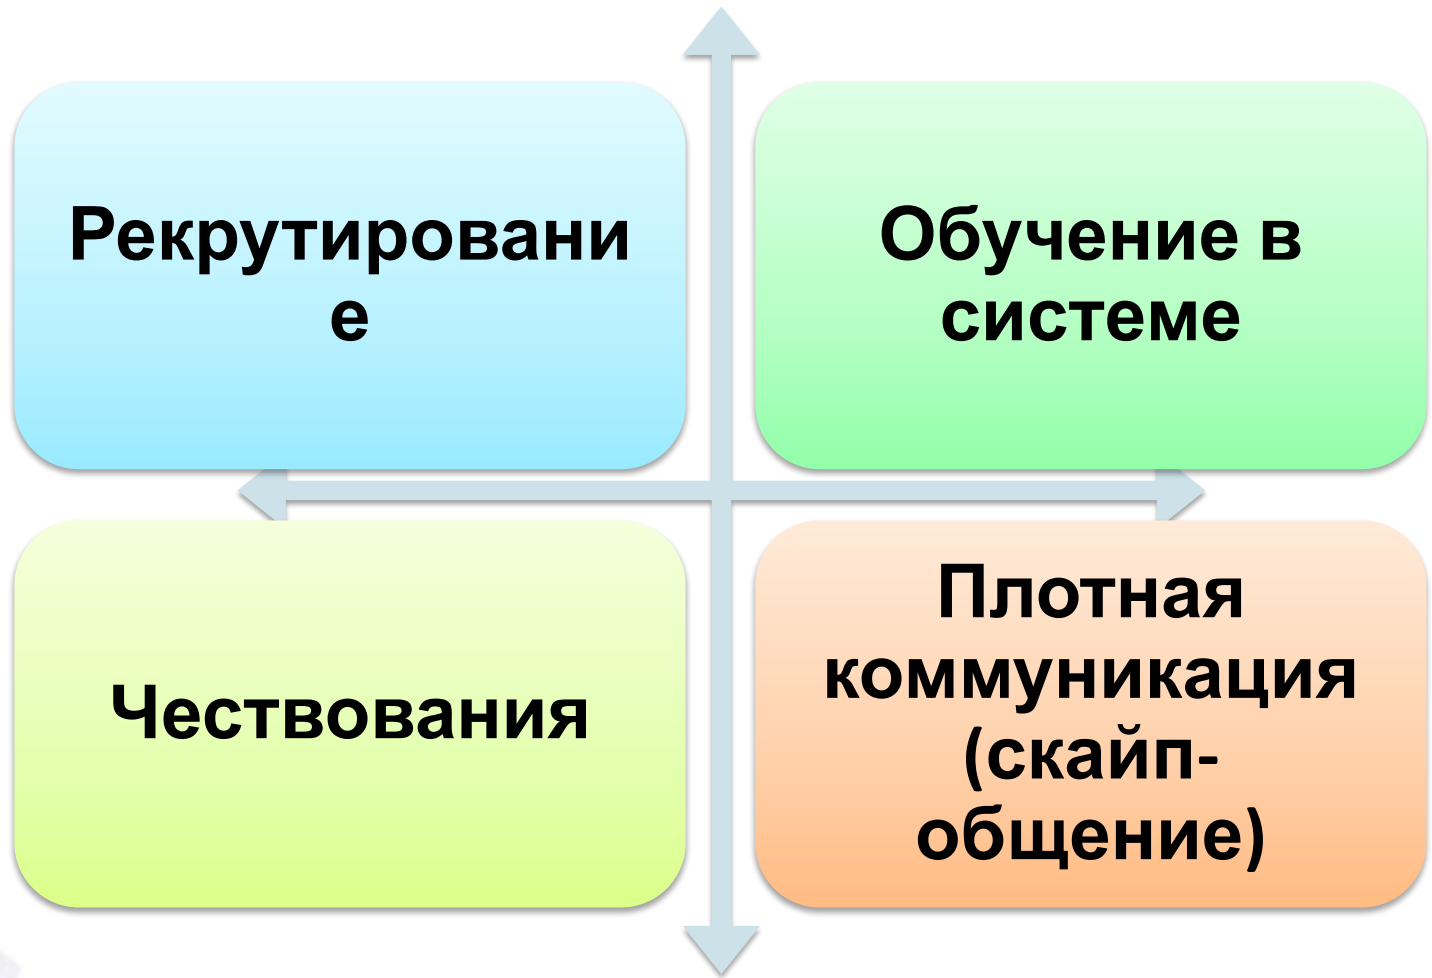 Рекрутировани
е
Обучение в
системе
Чествования
Плотная
коммуникация
(скайп-
общение)